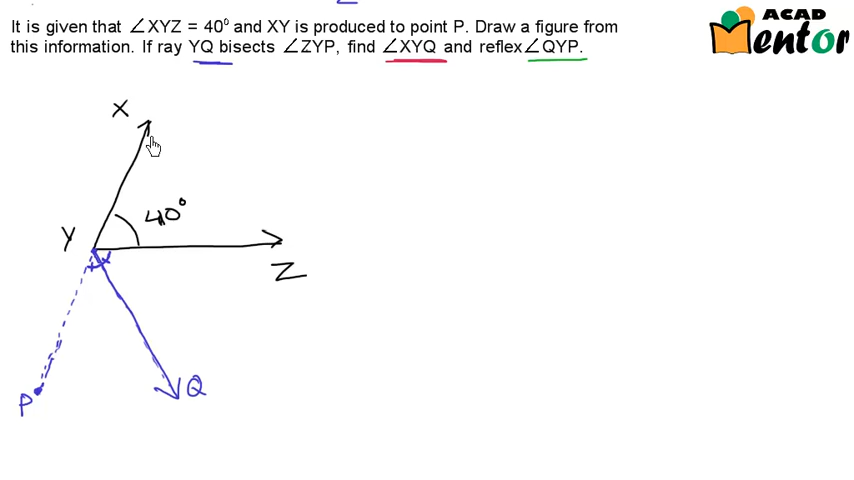 It is given that ∠XYZ = 40⁰ and XY is produced to point P. Draw a figure from
this information. If ray YQ bisects ∠ZYP, find ∠XYQ and reflex∠QYP.
ACAD
mentor
X
40°
Y
Z
Q
P